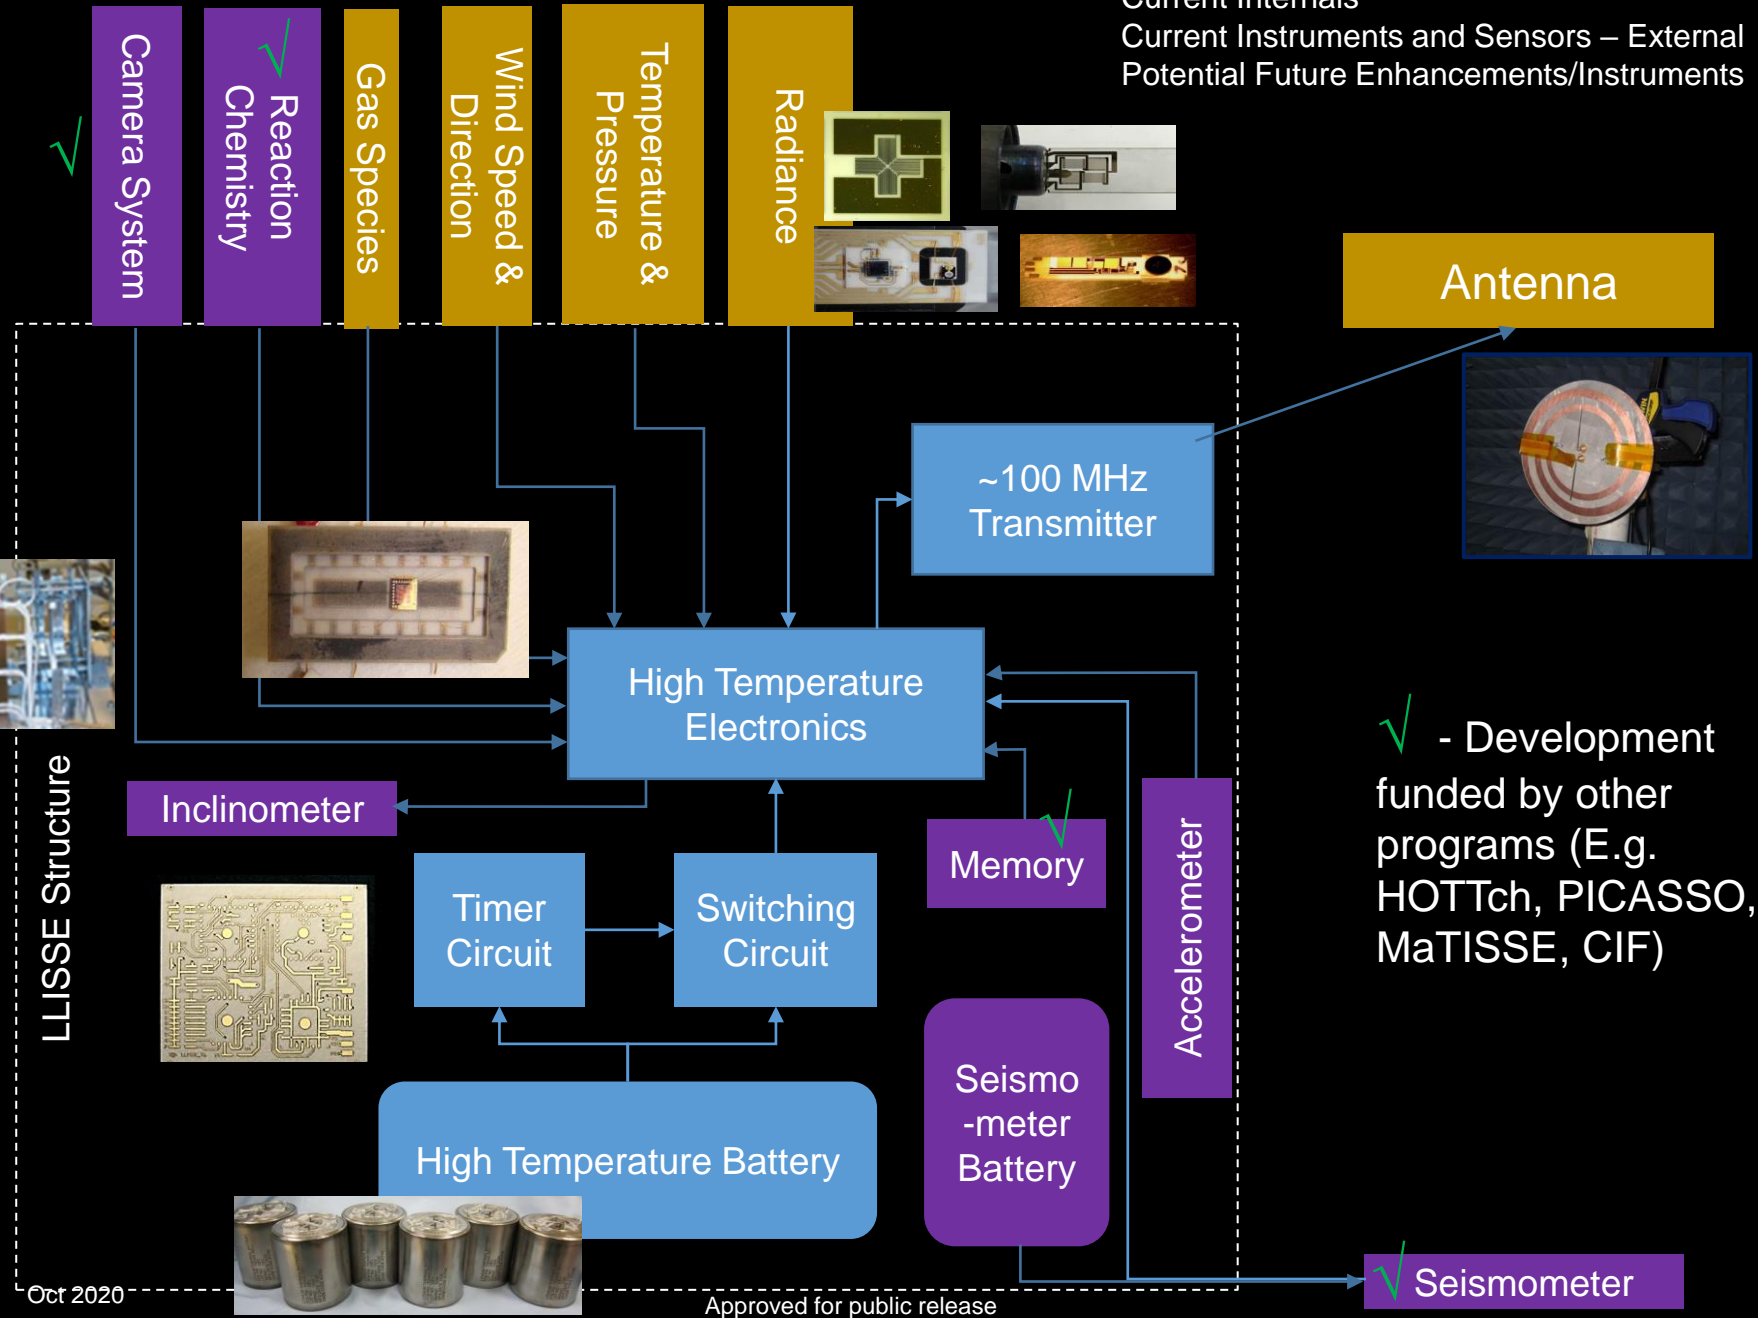 Current Internals
Current Instruments and Sensors – External
Potential Future Enhancements/Instruments
√
Camera System
√
Reaction
Chemistry
Gas Species
Wind Speed &
Direction
Temperature &
Pressure
Radiance
Antenna
~100 MHz
Transmitter
High Temperature
Electronics
√ - Development
funded by other
programs (E.g.
HOTTch, PICASSO,
MaTISSE, CIF)
LLISSE Structure
Inclinometer
√
Memory
Accelerometer
Timer
Circuit
Switching
Circuit
Seismo
-meter
Battery
High Temperature Battery
√ Seismometer
Oct 2020
Approved for public release